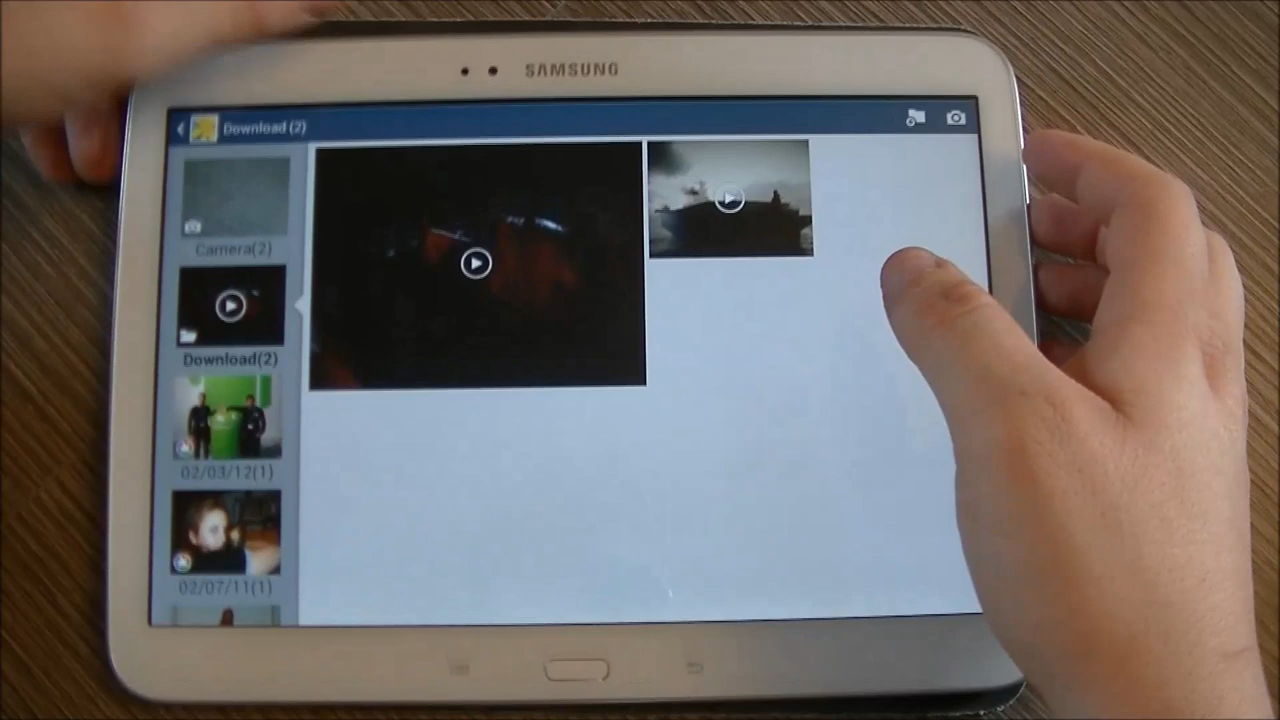 SAMSUNG
Download (2)
Camera(2)
Download(2)
02/03/12(1)
02/07/11(1)